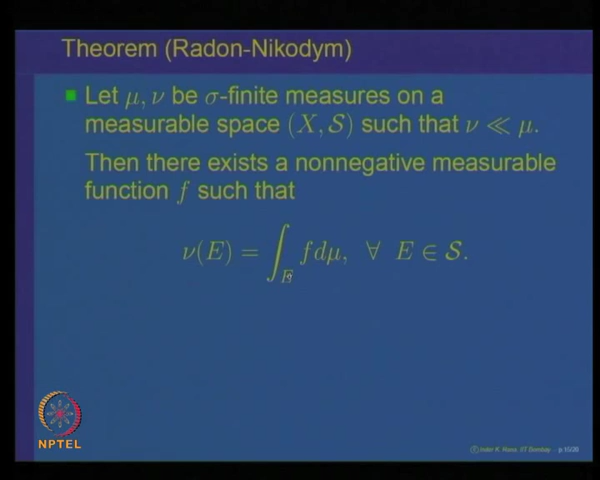 Theorem (Radon-Nikodym)
Let μ, ν be σ-finite measures on a
measurable space (X, S) such that ν ≪ μ.
Then there exists a nonnegative measurable
function f such that
ν(E) = ∫_E f dμ, ∀ E ∈ S.
NPTEL